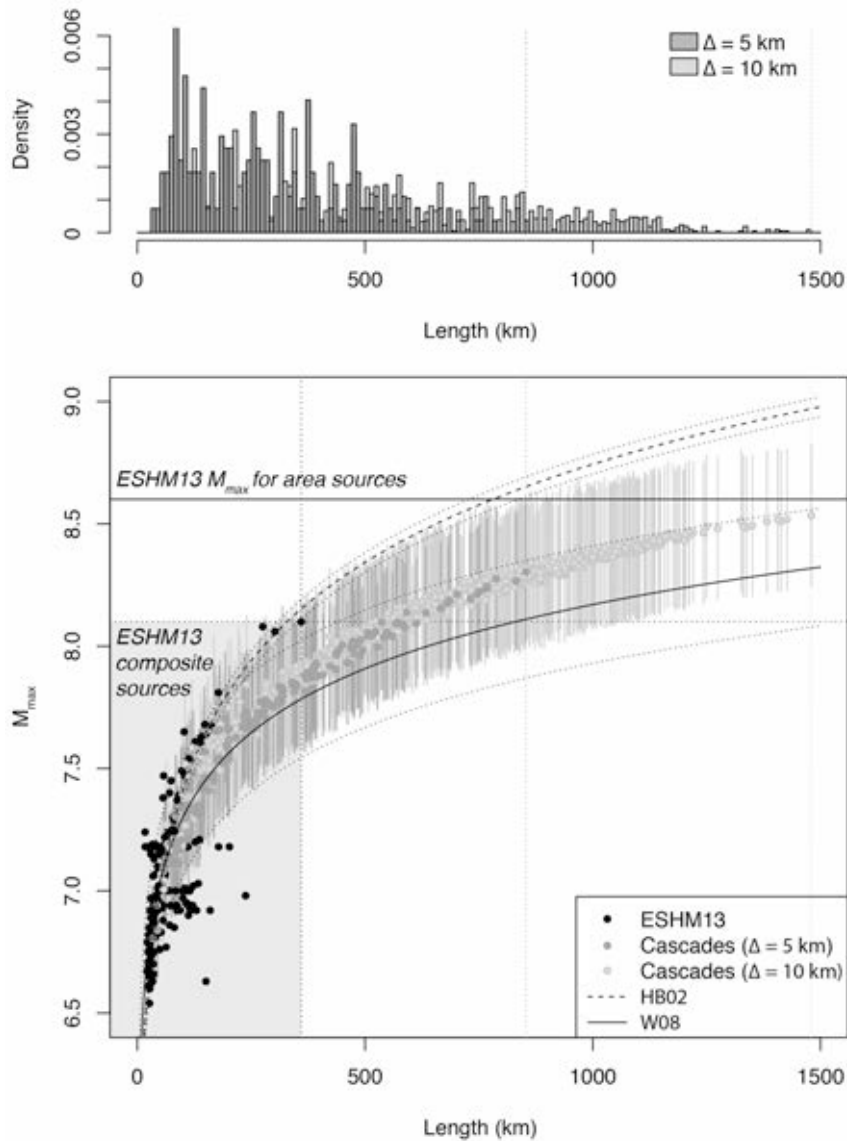 0.006
0.003
0
Density
Δ = 5 km
Δ = 10 km
0
500
1000
1500
Length (km)
9.0
8.5
8.0
7.5
7.0
6.5
Mmax
ESHM13 Mmax for area sources
ESHM13
composite
sources
ESHM13
Cascades (Δ = 5 km)
Cascades (Δ = 10 km)
HB02
W08
0
500
1000
1500
Length (km)